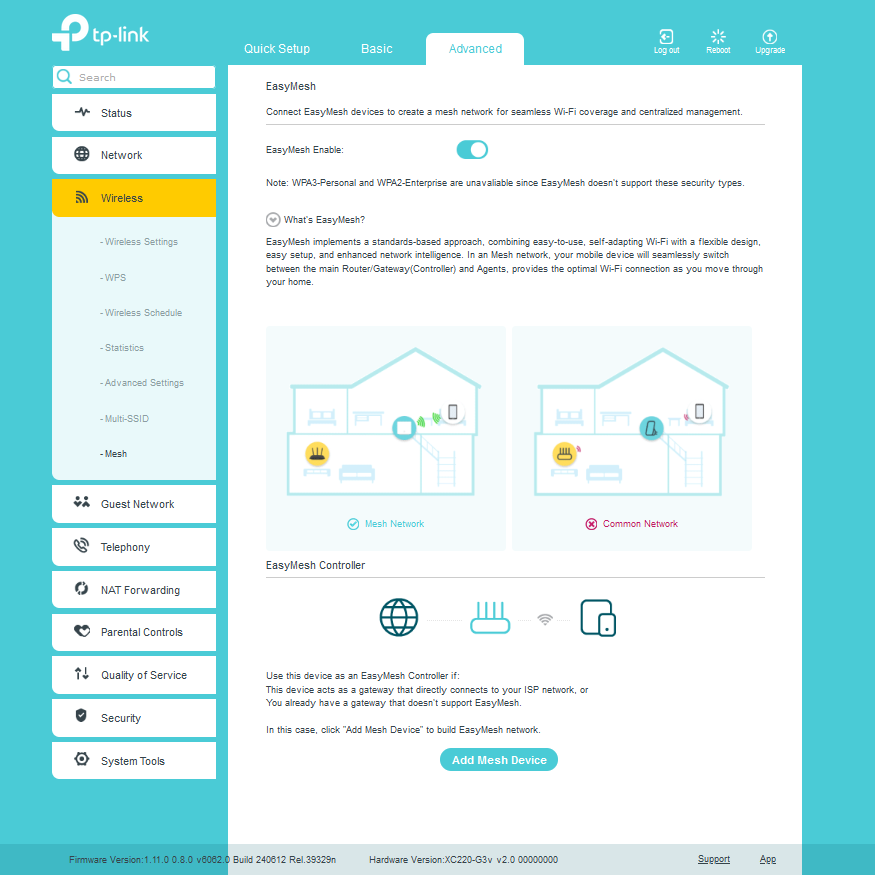 tp-link
Quick Setup
Basic
Advanced
Log out
Reboot
Upgrade
Search
Status
Network
Wireless
- Wireless Settings
- WPS
- Wireless Schedule
- Statistics
- Advanced Settings
- Multi-SSID
- Mesh
Guest Network
Telephony
NAT Forwarding
Parental Controls
Quality of Service
Security
System Tools
EasyMesh
Connect EasyMesh devices to create a mesh network for seamless Wi-Fi coverage and centralized management.
EasyMesh Enable:
Note: WPA3-Personal and WPA2-Enterprise are unavaliable since EasyMesh doesn't support these security types.
What's EasyMesh?
EasyMesh implements a standards-based approach, combining easy-to-use, self-adapting Wi-Fi with a flexible design,
easy setup, and enhanced network intelligence. In an Mesh network, your mobile device will seamlessly switch
between the main Router/Gateway(Controller) and Agents, provides the optimal Wi-Fi connection as you move through
your home.
Mesh Network
Common Network
EasyMesh Controller
Use this device as an EasyMesh Controller if:
This device acts as a gateway that directly connects to your ISP network, or
You already have a gateway that doesn't support EasyMesh.
In this case, click "Add Mesh Device" to build EasyMesh network.
Add Mesh Device
Firmware Version:1.11.0 0.8.0 v6062.0 Build 240612 Rel.39329n
Hardware Version:XC220-G3v v2.0 00000000
Support
App